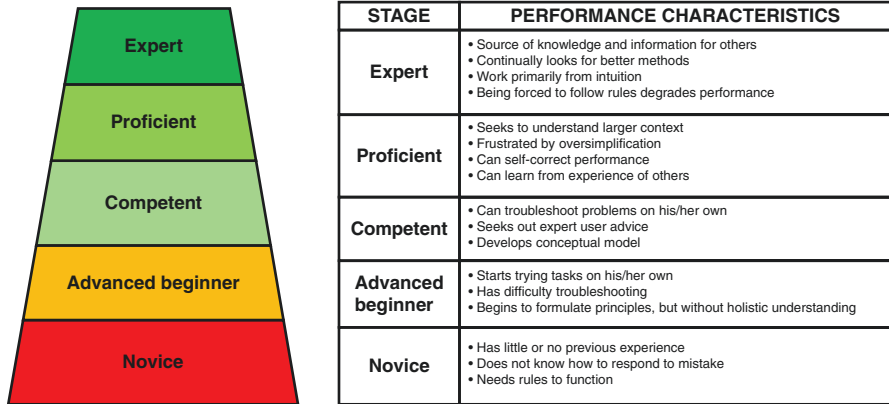 Expert
Proficient
Competent
Advanced beginner
Novice
STAGE PERFORMANCE CHARACTERISTICS
Expert
• Source of knowledge and information for others
• Continually looks for better methods
• Work primarily from intuition
• Being forced to follow rules degrades performance
Proficient
• Seeks to understand larger context
• Frustrated by oversimplification
• Can self-correct performance
• Can learn from experience of others
Competent
• Can troubleshoot problems on his/her own
• Seeks out expert user advice
• Develops conceptual model
Advanced
beginner
• Starts trying tasks on his/her own
• Has difficulty troubleshooting
• Begins to formulate principles, but without holistic understanding
Novice
• Has little or no previous experience
• Does not know how to respond to mistake
• Needs rules to function